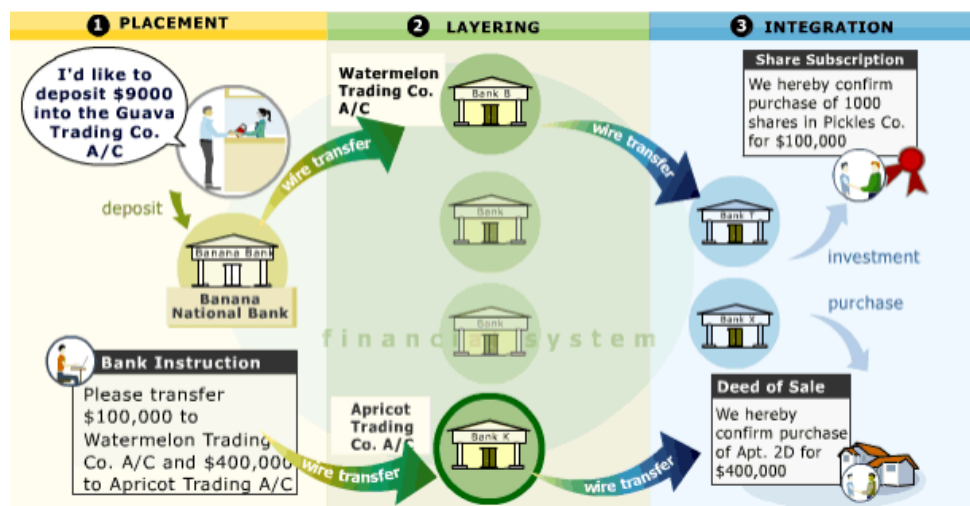 1 PLACEMENT
2 LAYERING
3 INTEGRATION
I'd like to
deposit $9000
into the Guava
Trading Co.
A/C
deposit
Banana Bank
Banana
National Bank
wire transfer
Bank Instruction
Please transfer
$100,000 to
Watermelon Trading
Co. A/C and $400,000
to Apricot Trading A/C
wire transfer
Watermelon
Trading Co.
A/C
Bank B
Bank
Bank
financial system
Apricot
Trading
Co. A/C
Bank K
wire transfer
wire transfer
Share Subscription
We hereby confirm
purchase of 1000
shares in Pickles Co.
for $100,000
Bank T
investment
Bank X
purchase
Deed of Sale
We hereby
confirm purchase
of Apt. 2D for
$400,000